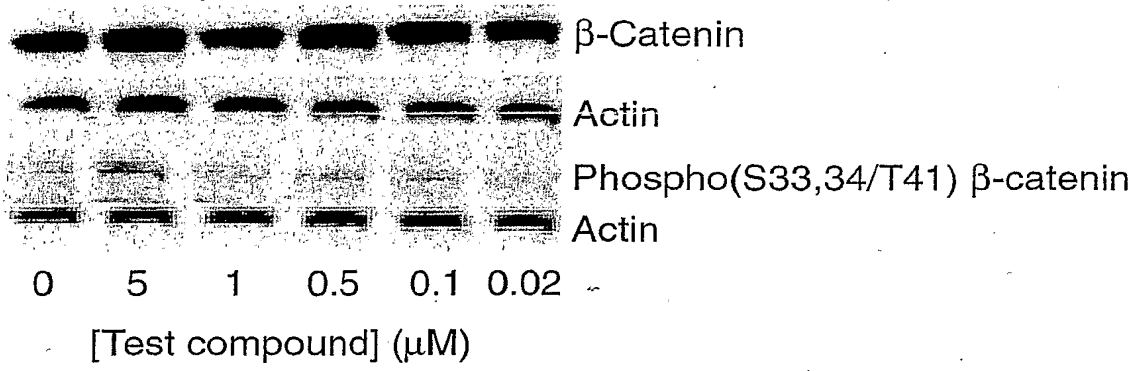 β-Catenin
Actin
Phospho(S33,34/T41) β-catenin
Actin
0 5 1 0.5 0.1 0.02
[Test compound] (μM)